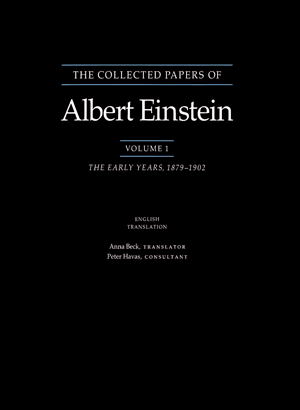 THE COLLECTED PAPERS OF
Albert Einstein
VOLUME 1
THE EARLY YEARS, 1879–1902
ENGLISH
TRANSLATION
Anna Beck, TRANSLATOR
Peter Havas, CONSULTANT